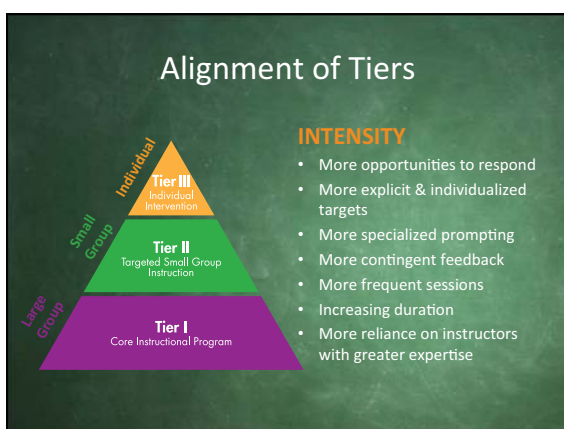 Alignment of Tiers
Individual
Tier III
Individual
Intervention
Small
Group
Tier II
Targeted Small Group
Instruction
Large
Group
Tier I
Core Instructional Program
INTENSITY
• More opportunities to respond
• More explicit & individualized
targets
• More specialized prompting
• More contingent feedback
• More frequent sessions
• Increasing duration
• More reliance on instructors
with greater expertise